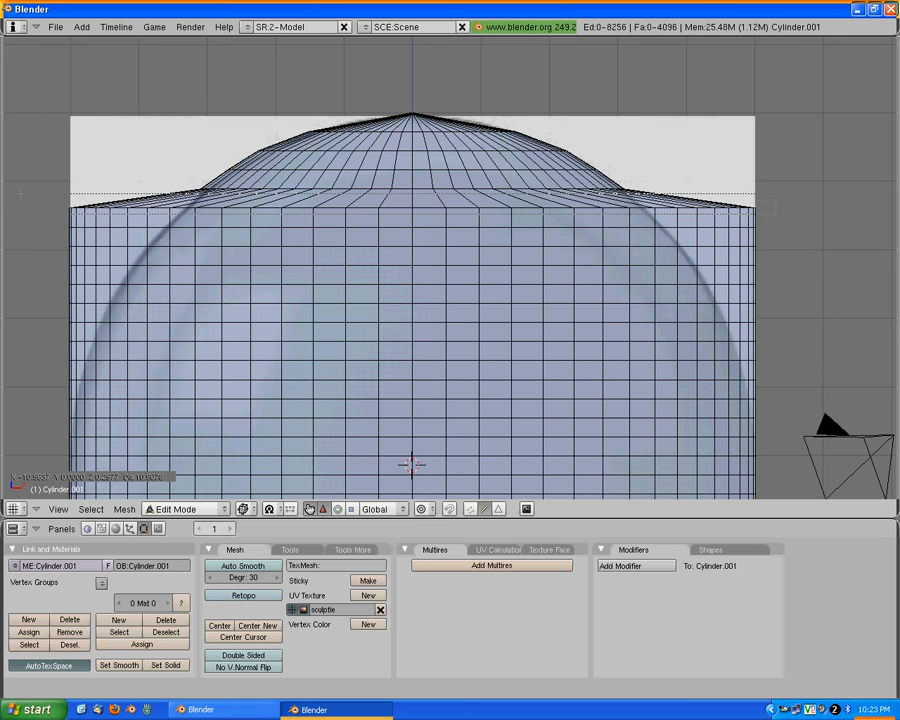 Blender
File Add Timeline Game Render Help SR:2-Model SCE:Scene www.blender.org 249.2 Ed:0-8256 | Fa:0-4096 | Mem:25.48M (1.12M) Cylinder.001
(1) Cylinder.001
View Select Mesh Edit Mode Global
Panels 1
Link and Materials Mesh Tools Tools More Multires UV Calculation Texture Face Modifiers Shapes
ME:Cylinder.001 F OB:Cylinder.001 Auto Smooth TexMesh: Add Multires Add Modifier To: Cylinder.001
Degr: 30
Vertex Groups Sticky Make
Retopo UV Texture New
0 Mat 0 ? sculptie
New Delete New Delete Center Center New Vertex Color New
Assign Remove Select Deselect Center Cursor
Select Desel. Assign
Double Sided
AutoTexSpace Set Smooth Set Solid No V.Normal Flip
start Blender Blender 2 10:23 PM